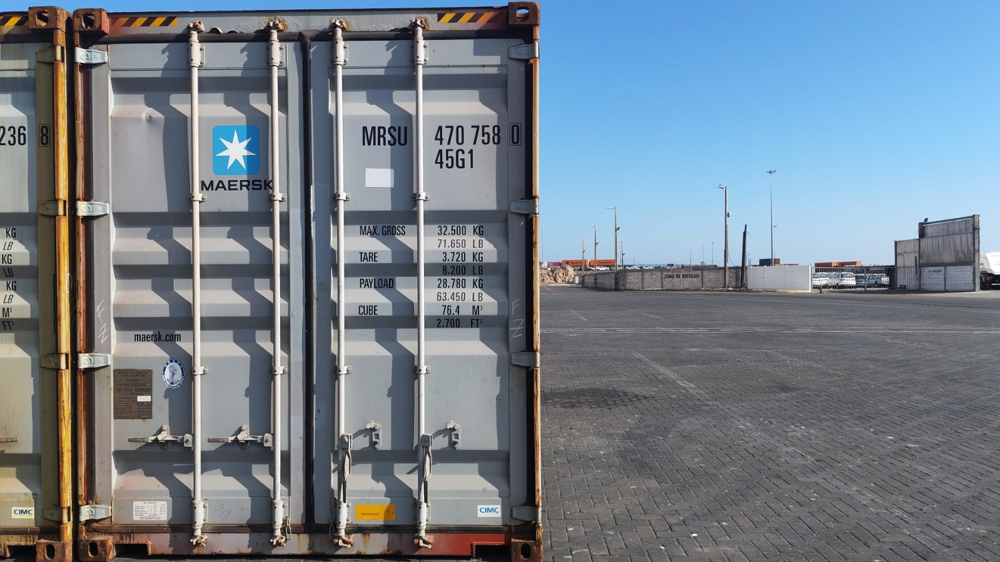 236 8
KG
LB
KG
LB
KG
LB
M³
FT³
CIMC
MAERSK
maersk.com
MRSU 470 758 0
45G1
MAX. GROSS 32,500 KG
71,650 LB
TARE 3,720 KG
8,200 LB
PAYLOAD 28,780 KG
63,450 LB
CUBE 76.4 M³
2,700 FT³
FZ
FZ
CIMC
ZONA DE RIESGOS